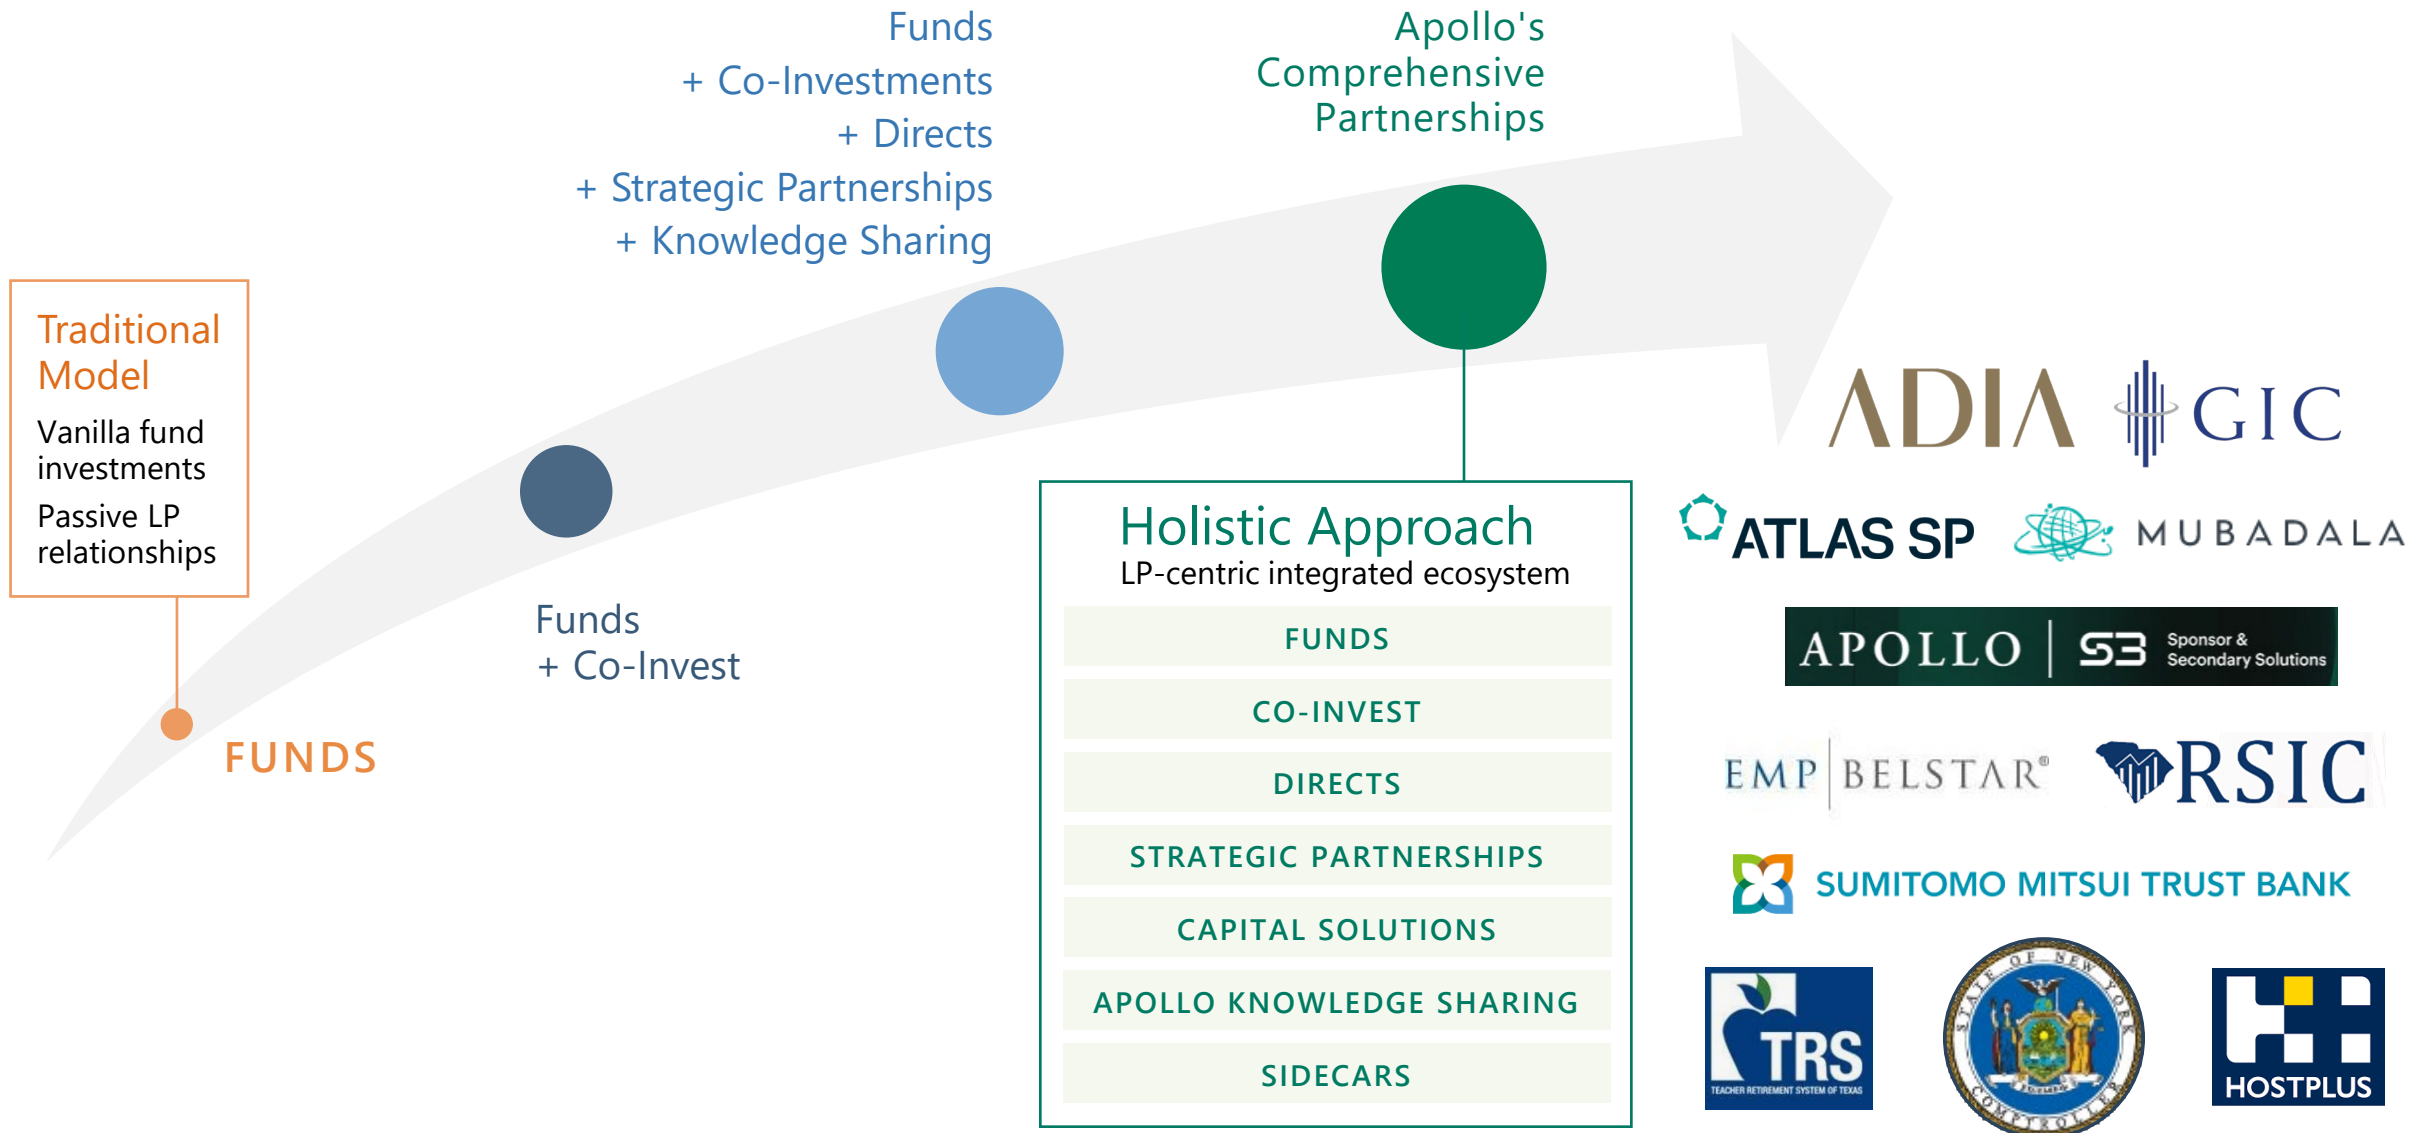 Funds
+ Co-Investments
+ Directs
+ Strategic Partnerships
+ Knowledge Sharing
Apollo's
Comprehensive
Partnerships
Traditional
Model
Vanilla fund
investments
Passive LP
relationships
FUNDS
Funds
+ Co-Invest
Holistic Approach
LP-centric integrated ecosystem
FUNDS
CO-INVEST
DIRECTS
STRATEGIC PARTNERSHIPS
CAPITAL SOLUTIONS
APOLLO KNOWLEDGE SHARING
SIDECARS
ADIA
GIC
ATLAS SP
MUBADALA
APOLLO
S3
Sponsor &
Secondary Solutions
EMP BELSTAR®
RSIC
SUMITOMO MITSUI TRUST BANK
TRS
TEACHER RETIREMENT SYSTEM OF TEXAS
STATE OF NEW YORK
COMPTROLLER
HOSTPLUS